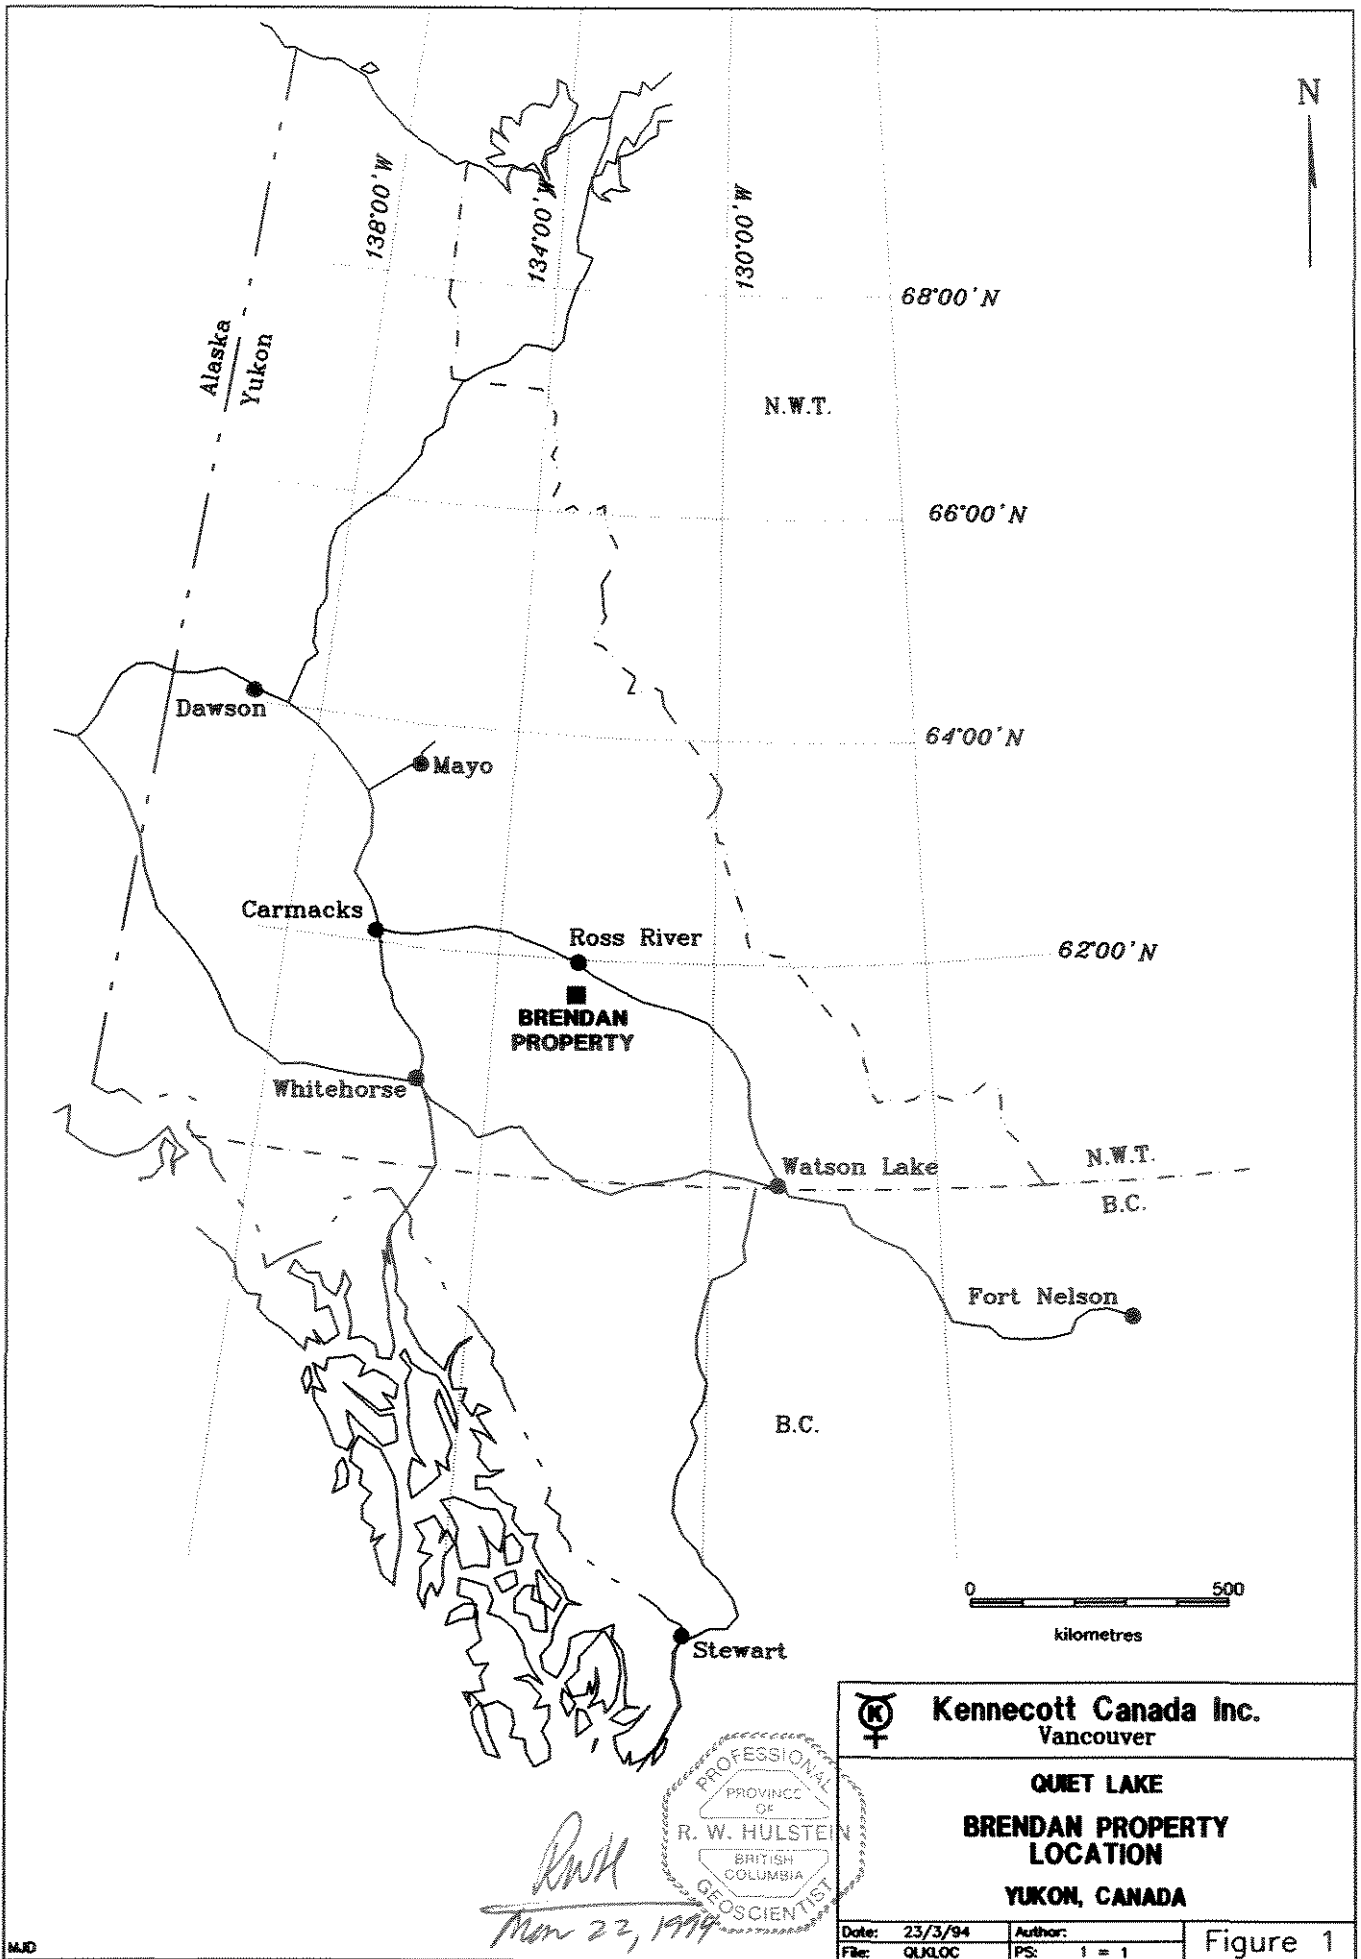 N
138°00'W
134°00'W
130°00'W
68°00'N
Alaska
Yukon
N.W.T.
66°00'N
Dawson
64°00'N
Mayo
Carmacks
Ross River
62°00'N
BRENDAN
PROPERTY
Whitehorse
Watson Lake
N.W.T.
B.C.
Fort Nelson
B.C.
0 500
kilometres
Stewart
K
Kennecott Canada Inc.
Vancouver
QUIET LAKE
BRENDAN PROPERTY
LOCATION
YUKON, CANADA
Date: 23/3/94 Author:
File: QLKLOC PS: 1 = 1
Figure 1
PROFESSIONAL
PROVINCE
OF
R. W. HULSTEIN
BRITISH
COLUMBIA
GEOSCIENTIST
22, 1994
MJD